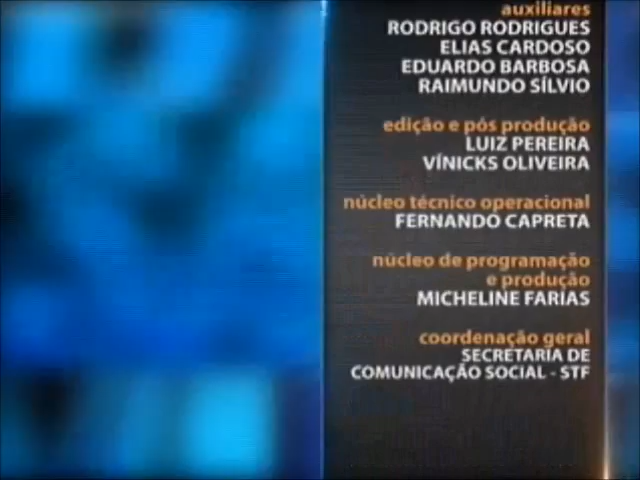 auxiliares
RODRIGO RODRIGUES
ELIAS CARDOSO
EDUARDO BARBOSA
RAIMUNDO SÍLVIO
edição e pós produção
LUIZ PEREIRA
VÍNICKS OLIVEIRA
núcleo técnico operacional
FERNANDO CAPRETA
núcleo de programação
e produção
MICHELINE FARIAS
coordenação geral
SECRETARIA DE
COMUNICAÇÃO SOCIAL - STF